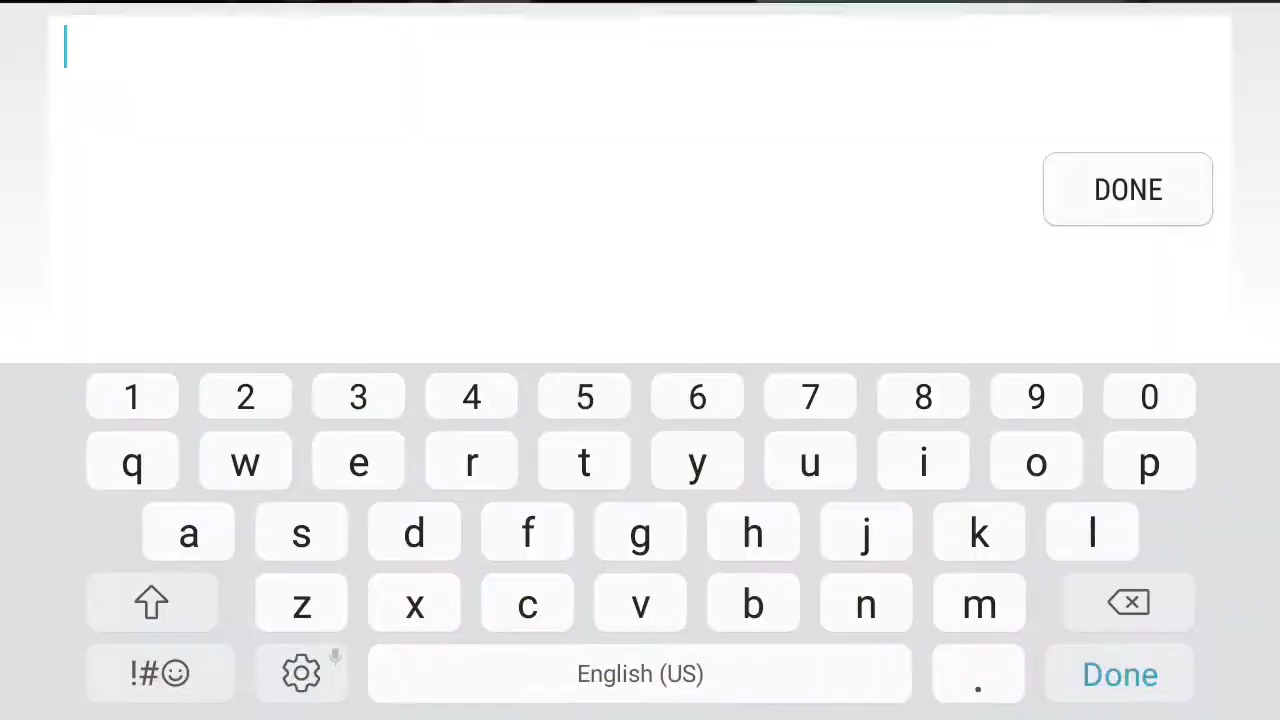 DONE
1 2 3 4 5 6 7 8 9 0
q w e r t y u i o p
a s d f g h j k l
z x c v b n m
!#☺ English (US) . Done